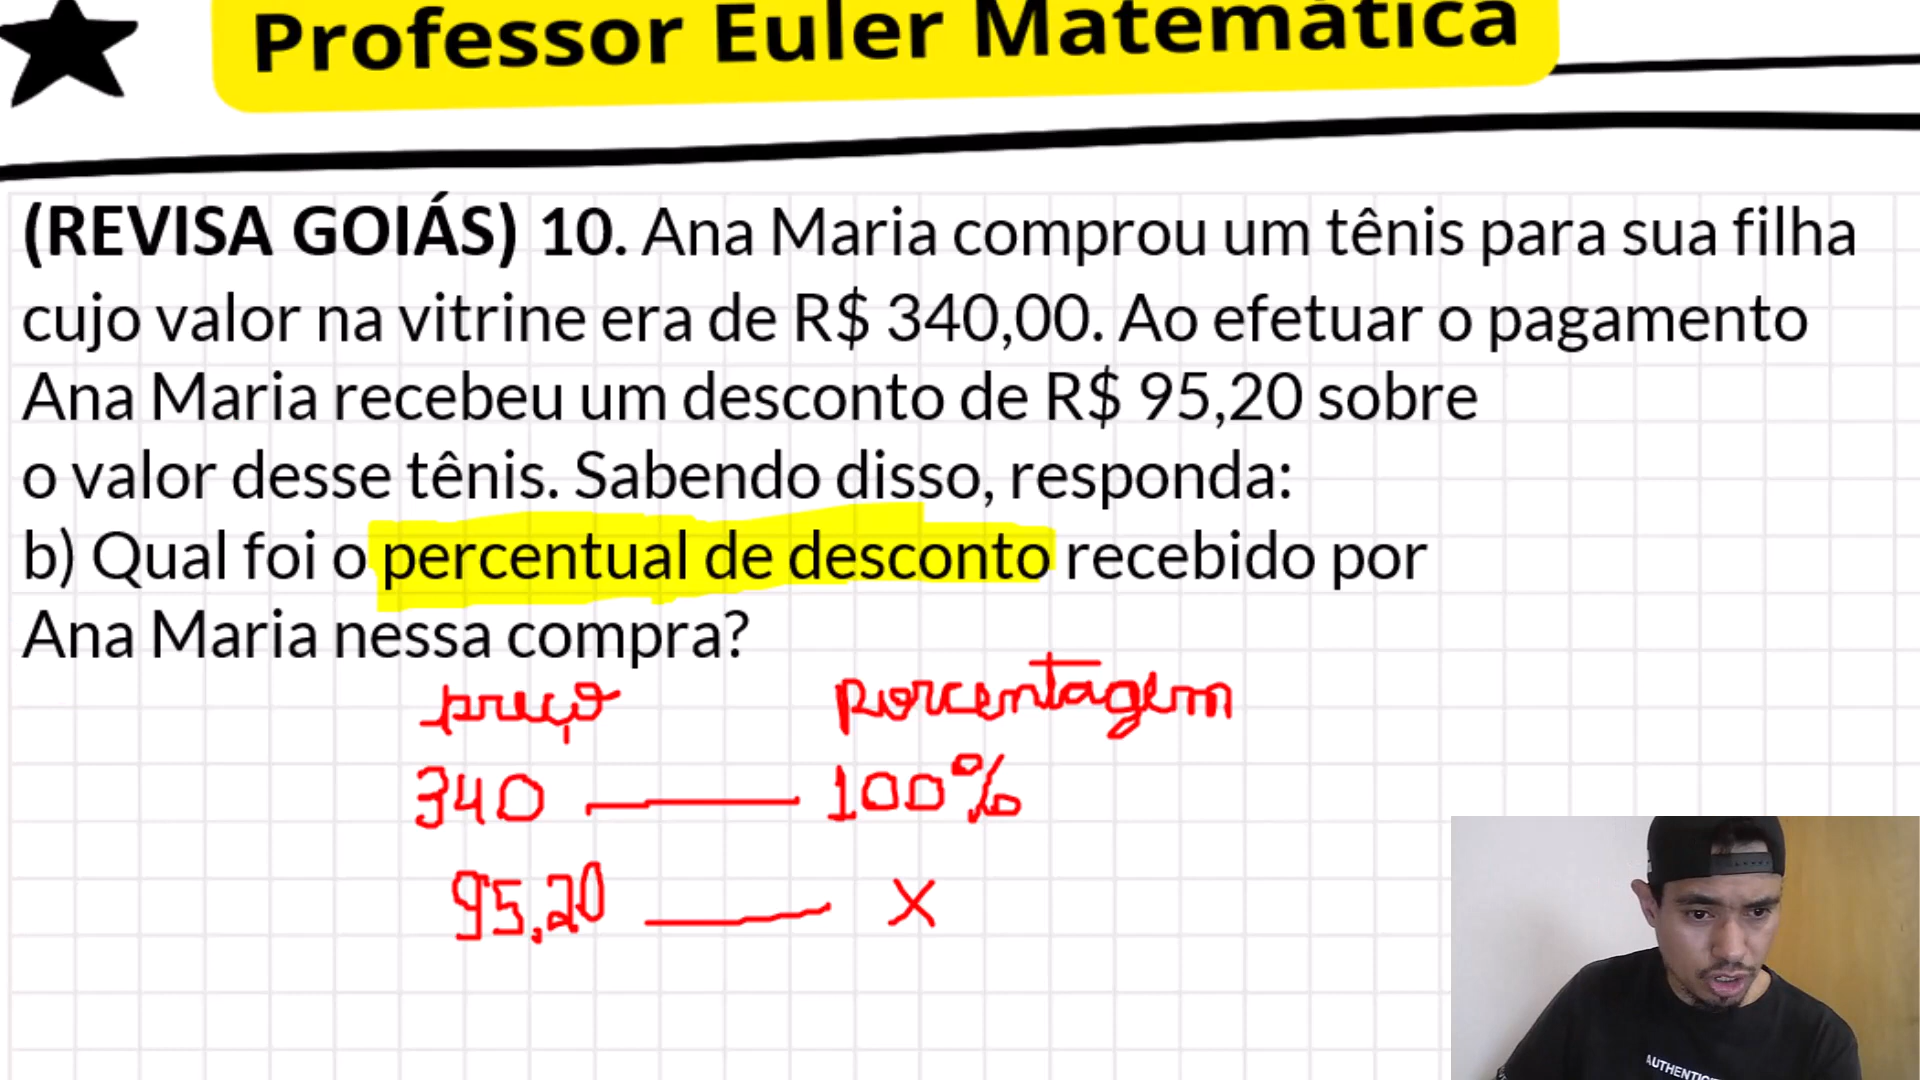 Professor Euler Matemática
(REVISA GOIÁS) 10. Ana Maria comprou um tênis para sua filha
cujo valor na vitrine era de R$ 340,00. Ao efetuar o pagamento
Ana Maria recebeu um desconto de R$ 95,20 sobre
o valor desse tênis. Sabendo disso, responda:
b) Qual foi o percentual de desconto recebido por
Ana Maria nessa compra?
preço porcentagem
340 — 100%
95,20 — x